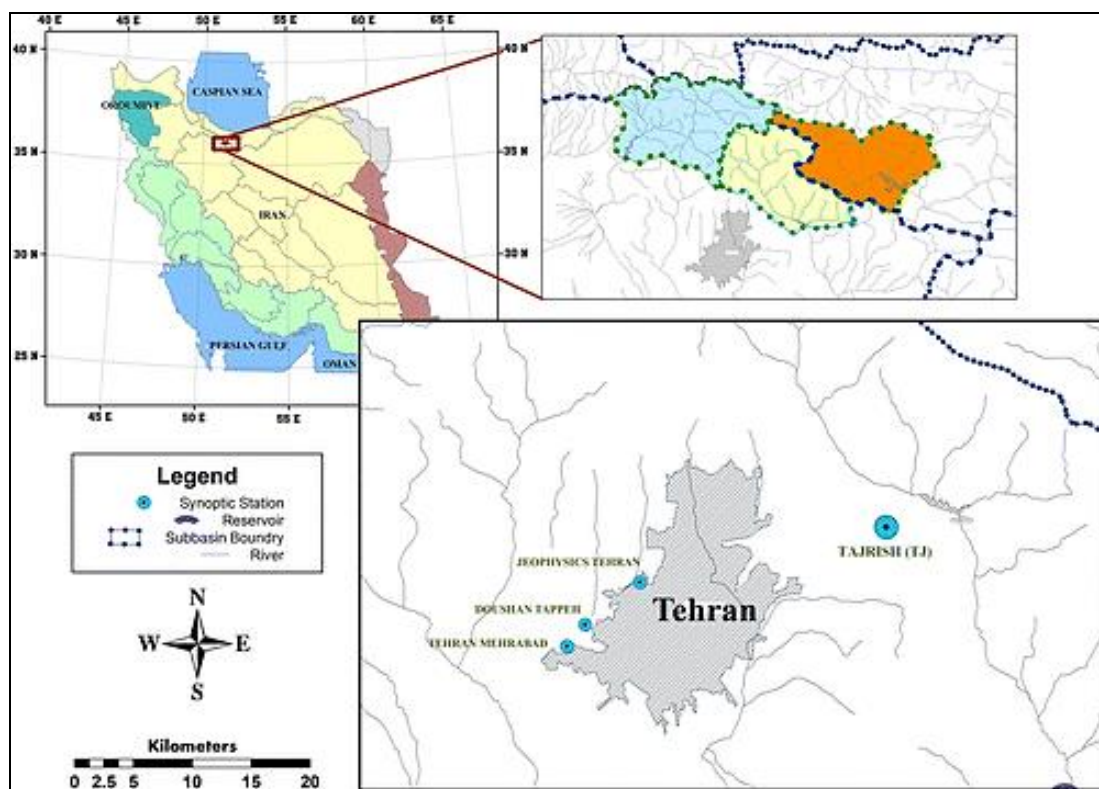 40 E 45 E 50 E 55 E 60 E 65 E
40 N
40 N
CASPIAN SEA
OROUMIYE
35 N
35 N
IRAN
30 N
30 N
25 N
PERSIAN GULF
OMAN
45 E 50 E 55 E
Legend
Synoptic Station
Reservoir
Subbasin Boundry
River
N
W E
S
Kilometers
0 2.5 5 10 15 20
TAJRISH (TJ)
JEOPHYSICS TEHRAN
Tehran
DOUSHAN TAPPEH
TEHRAN MEHRABAD